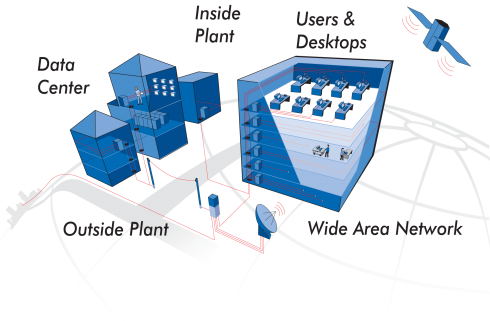 Inside
Plant
Users &
Desktops
Data
Center
Outside Plant
Wide Area Network